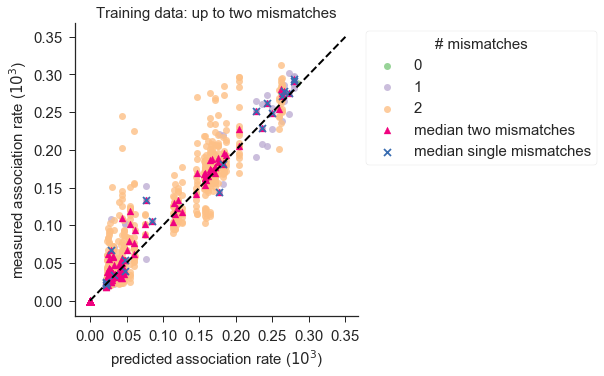 Training data: up to two mismatches
# mismatches
0
1
2
median two mismatches
median single mismatches
measured association rate (10³)
0.35
0.30
0.25
0.20
0.15
0.10
0.05
0.00
0.00 0.05 0.10 0.15 0.20 0.25 0.30 0.35
predicted association rate (10³)